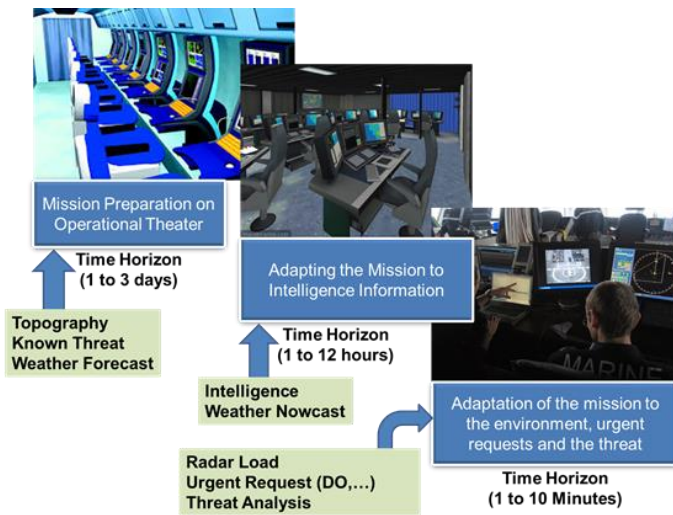 Mission Preparation on
Operational Theater
Time Horizon
(1 to 3 days)
Topography
Known Threat
Weather Forecast
Adapting the Mission to
Intelligence Information
Time Horizon
(1 to 12 hours)
Intelligence
Weather Nowcast
MARINE
Adaptation of the mission to
the environment, urgent
requests and the threat
Radar Load
Urgent Request (DO,…)
Threat Analysis
Time Horizon
(1 to 10 Minutes)